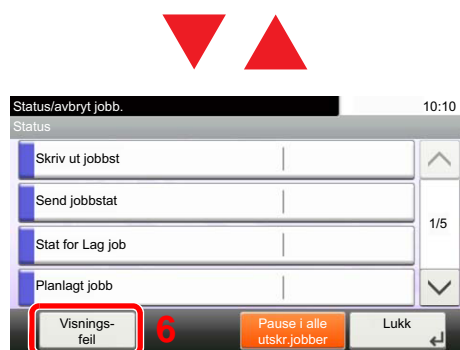 Status/avbryt jobb.
10:10
Status
Skriv ut jobbst
Send jobbstat
1/5
Stat for Lag job
Planlagt jobb
Visnings-
feil
6
Pause i alle
utskr.jobber
Lukk